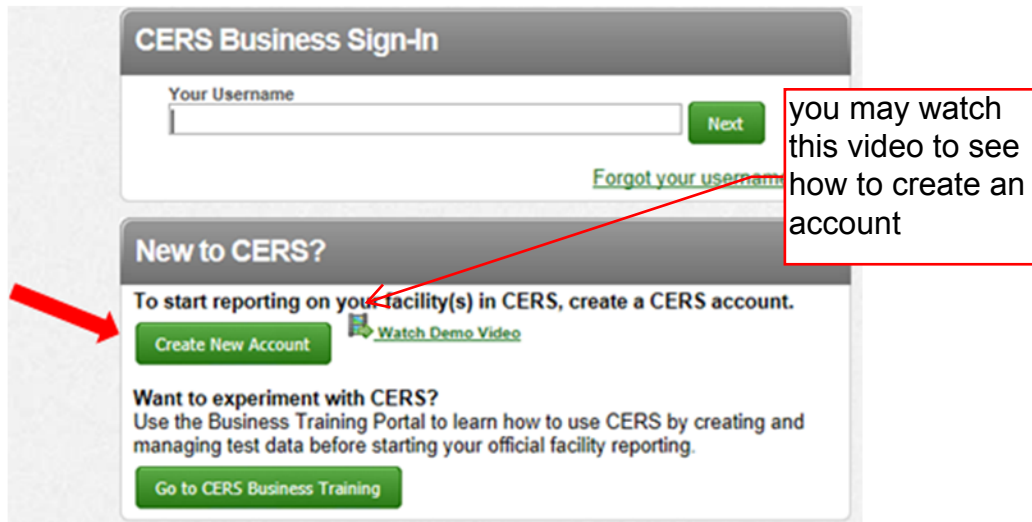 CERS Business Sign-In
Your Username
Next
Forgot your username
you may watch
this video to see
how to create an
account
New to CERS?
To start reporting on your facility(s) in CERS, create a CERS account.
Create New Account
Watch Demo Video
Want to experiment with CERS?
Use the Business Training Portal to learn how to use CERS by creating and
managing test data before starting your official facility reporting.
Go to CERS Business Training